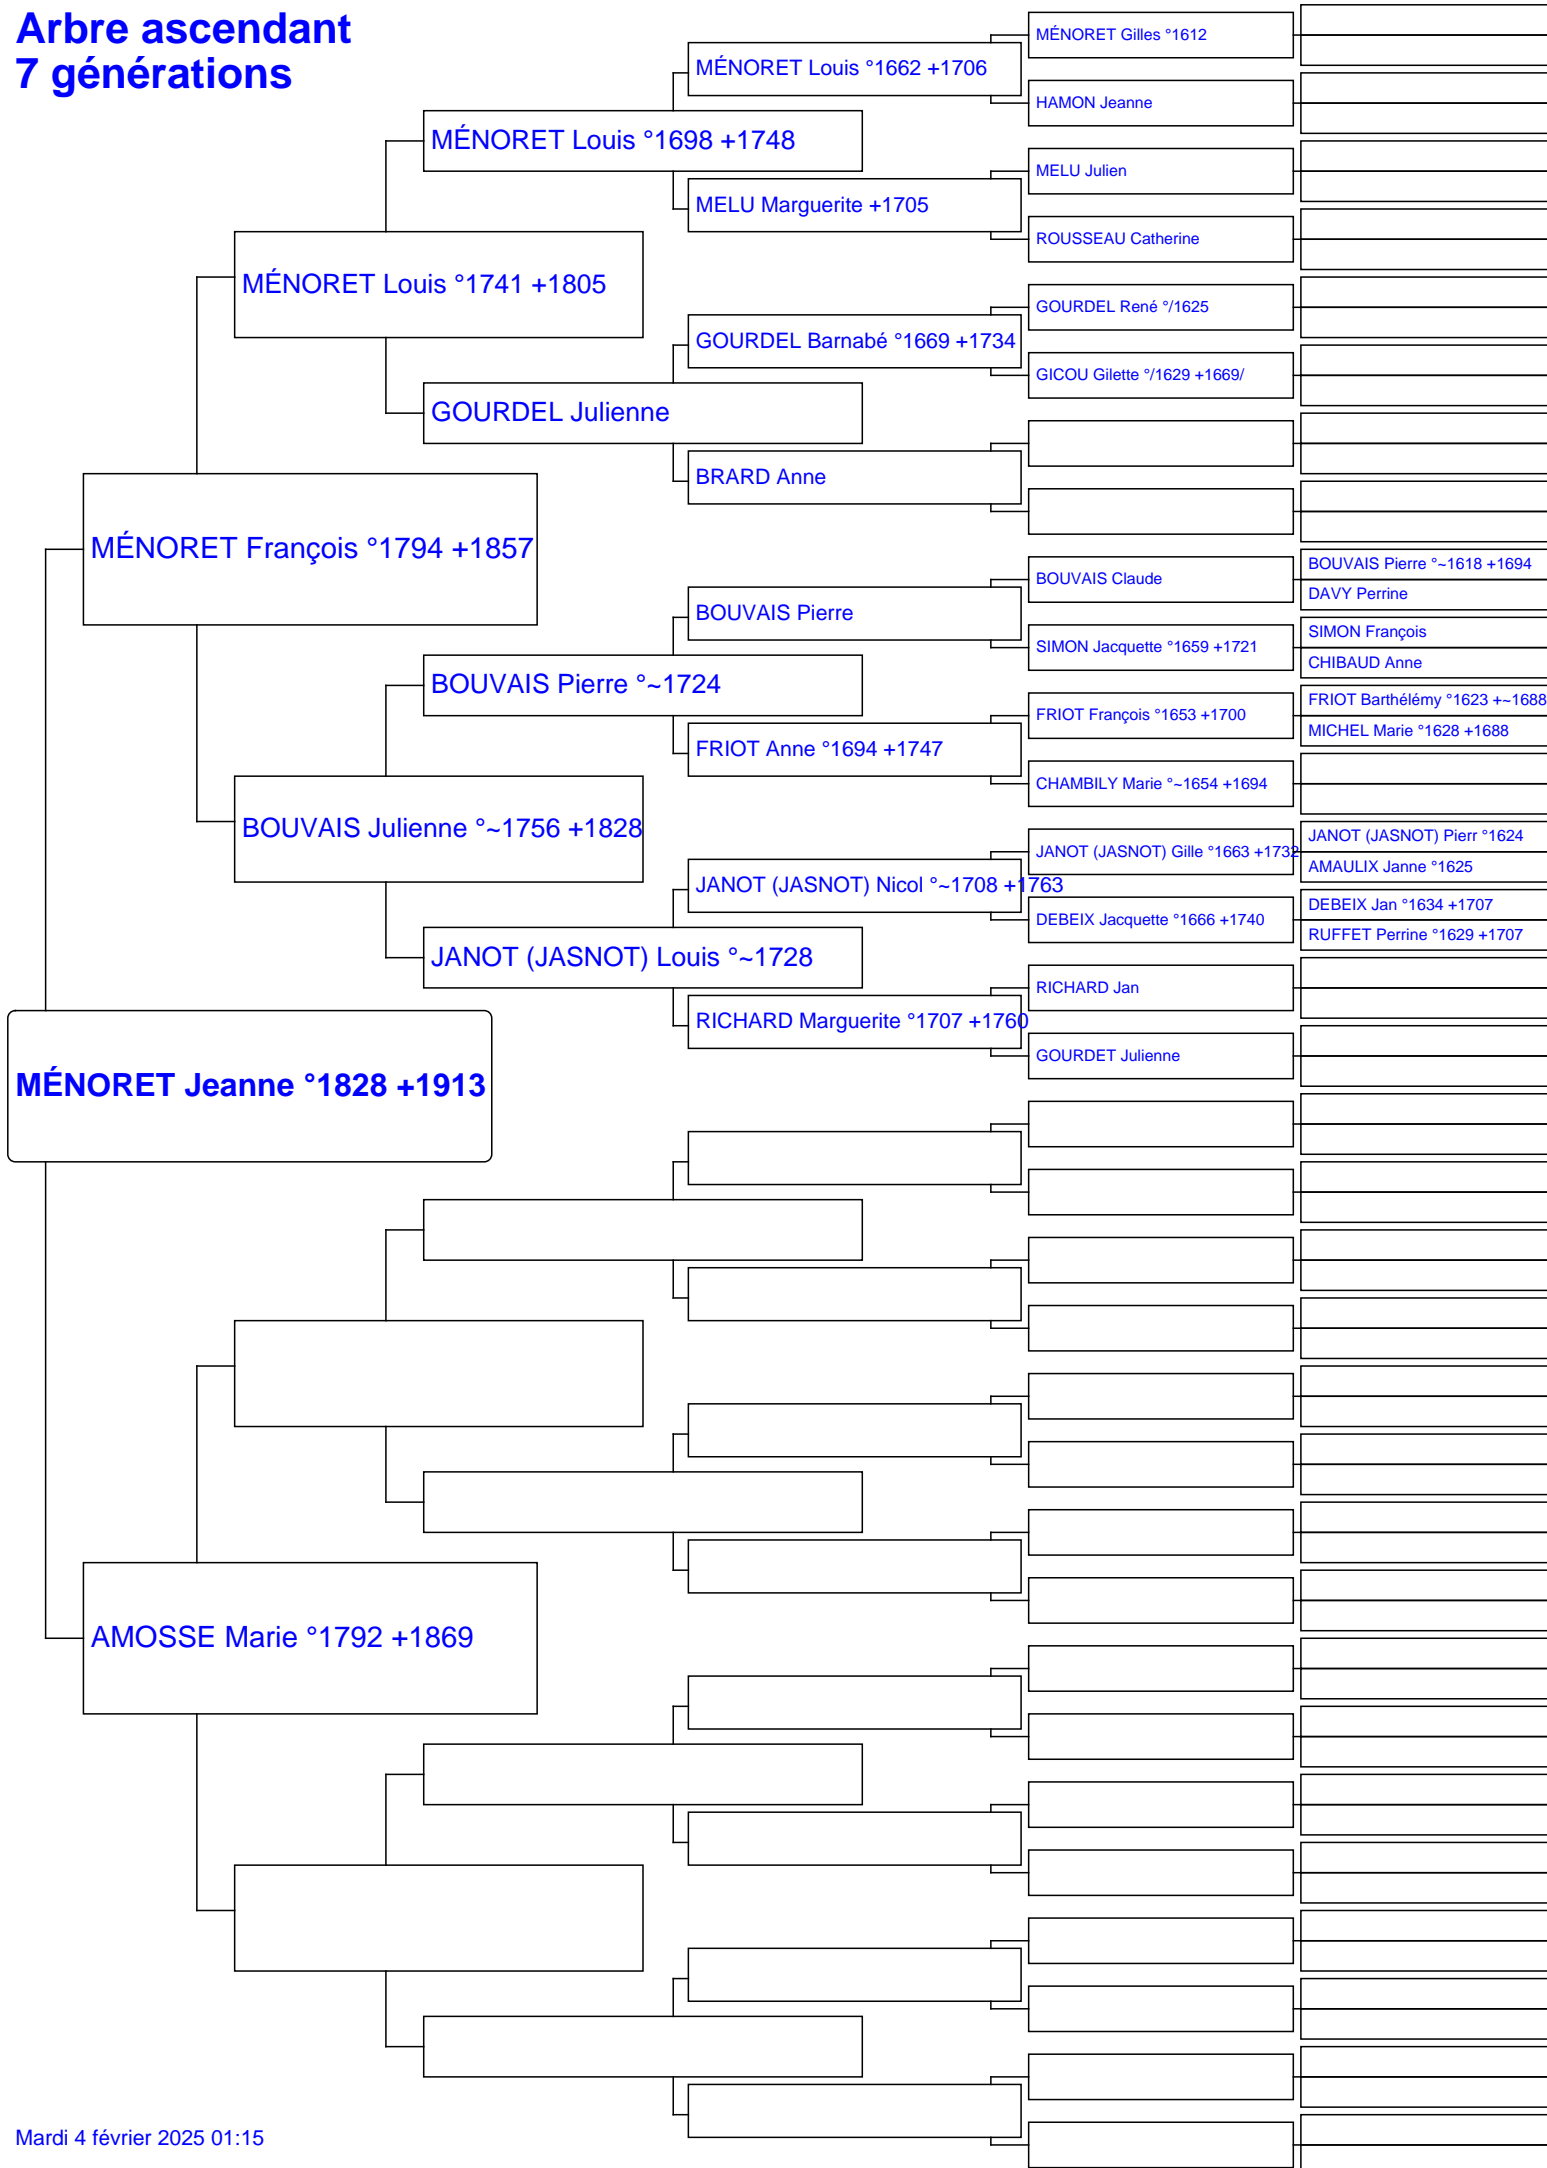 Arbre ascendant
7 générations
MÉNORET Gilles °1612
MÉNORET Louis °1662 +1706
HAMON Jeanne
MÉNORET Louis °1698 +1748
MELU Julien
MELU Marguerite +1705
ROUSSEAU Catherine
MÉNORET Louis °1741 +1805
GOURDEL René °/1625
GOURDEL Barnabé °1669 +1734
GICOU Gilette °/1629 +1669/
GOURDEL Julienne
BRARD Anne
MÉNORET François °1794 +1857
BOUVAIS Pierre °~1618 +1694
BOUVAIS Claude
DAVY Perrine
BOUVAIS Pierre
SIMON François
SIMON Jacquette °1659 +1721
CHIBAUD Anne
BOUVAIS Pierre °~1724
FRIOT Barthélémy °1623 +~1688
FRIOT François °1653 +1700
MICHEL Marie °1628 +1688
FRIOT Anne °1694 +1747
CHAMBILY Marie °~1654 +1694
BOUVAIS Julienne °~1756 +1828
JANOT (JASNOT) Pierr °1624
JANOT (JASNOT) Gille °1663 +1732
AMAULIX Janne °1625
JANOT (JASNOT) Nicol °~1708 +1763
DEBEIX Jan °1634 +1707
DEBEIX Jacquette °1666 +1740
RUFFET Perrine °1629 +1707
JANOT (JASNOT) Louis °~1728
RICHARD Jan
RICHARD Marguerite °1707 +1760
GOURDET Julienne
MÉNORET Jeanne °1828 +1913
AMOSSE Marie °1792 +1869
Mardi 4 février 2025 01:15